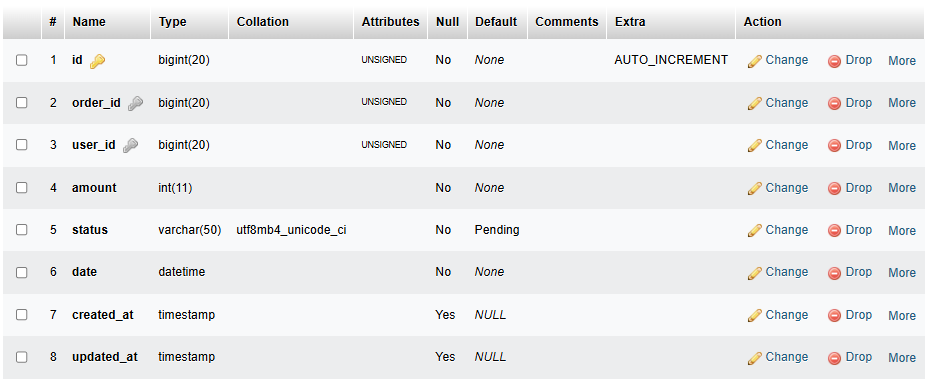 # Name Type Collation Attributes Null Default Comments Extra Action
1 id bigint(20) UNSIGNED No None AUTO_INCREMENT Change Drop More
2 order_id bigint(20) UNSIGNED No None Change Drop More
3 user_id bigint(20) UNSIGNED No None Change Drop More
4 amount int(11) No None Change Drop More
5 status varchar(50) utf8mb4_unicode_ci No Pending Change Drop More
6 date datetime No None Change Drop More
7 created_at timestamp Yes NULL Change Drop More
8 updated_at timestamp Yes NULL Change Drop More